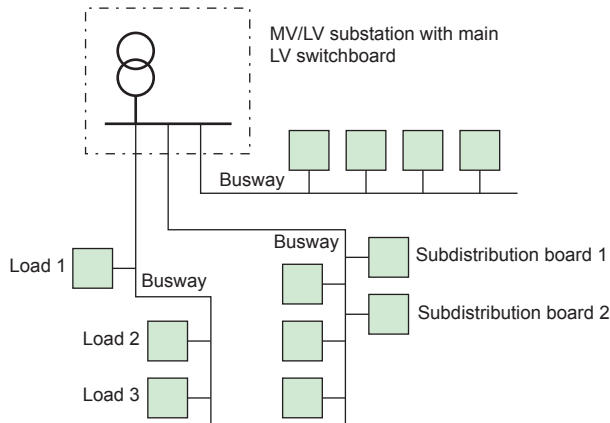 MV/LV substation with main
LV switchboard
Busway
Busway
Subdistribution board 1
Load 1
Busway
Subdistribution board 2
Load 2
Load 3